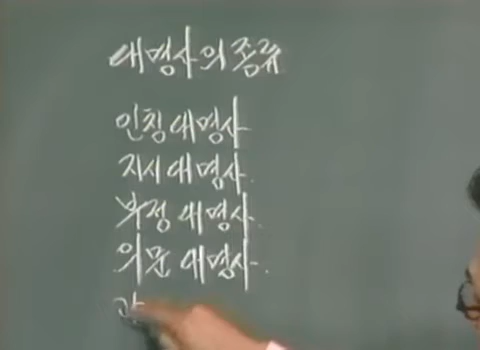 대명사의 종류
인칭대명사
지시대명사.
부정 대명사.
의문 대명사.